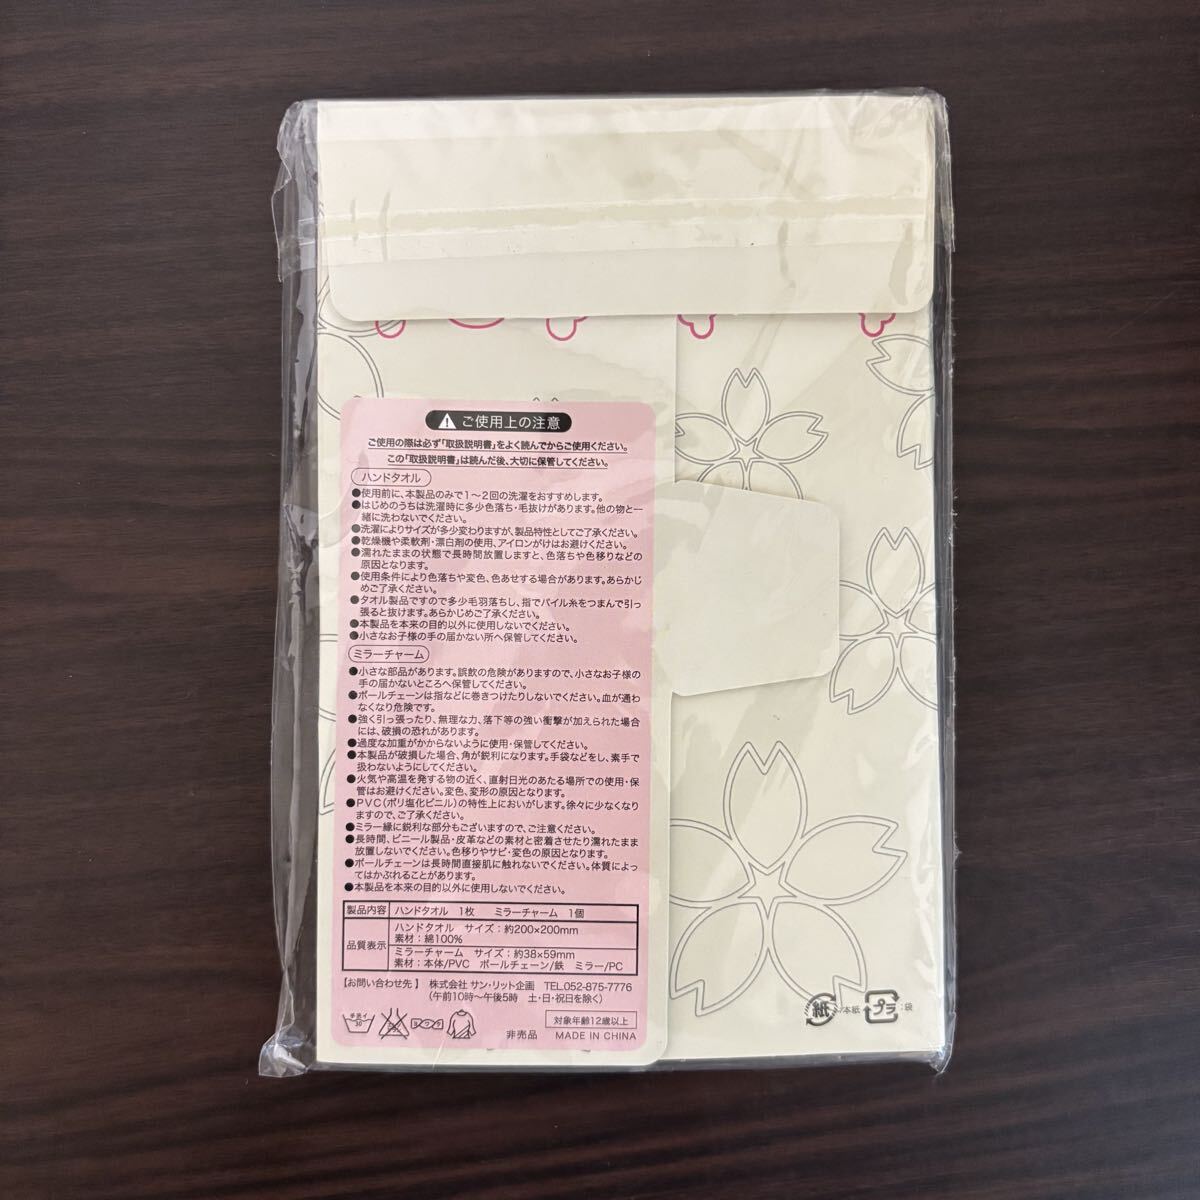 ご使用上の注意
ご使用の際は必ず「取扱説明書」をよく読んでからご使用ください。
この「取扱説明書」は読んだ後、大切に保管してください。
ハンドタオル
●使用前に、本製品のみで1〜2回の洗濯をおすすめします。
●はじめのうちは洗濯時に多少色落ち・毛抜けがあります。他の物と一
緒に洗わないでください。
●洗濯によりサイズが多少変わりますが、製品特性としてご了承ください。
●乾燥機や柔軟剤・漂白剤の使用、アイロンがけはお避けください。
●濡れたままの状態で長時間放置しますと、色落ちや色移りなどの
原因となります。
●使用条件により色落ちや変色、色あせする場合があります。あらかじ
めご了承ください。
●タオル製品ですので多少毛羽落ちし、指でパイル糸をつまんで引っ
張ると抜けます。あらかじめご了承ください。
●本製品を本来の目的以外に使用しないでください。
●小さなお子様の手の届かない所へ保管してください。
ミラーチャーム
●小さな部品があります。誤飲の危険がありますので、小さなお子様の
手の届かないところへ保管してください。
●ボールチェーンは指などに巻きつけたりしないでください。血が通わ
なくなり危険です。
●強く引っ張ったり、無理な力、落下等の強い衝撃が加えられた場合
には、破損の恐れがあります。
●過度な加重がかからないように使用・保管してください。
●本製品が破損した場合、角が鋭利になります。手袋などをし、素手で
扱わないようにしてください。
●火気や高温を発する物の近く、直射日光のあたる場所での使用・保
管はお避けください。変色、変形の原因となります。
●PVC(ポリ塩化ビニル)の特性上においがします。徐々に少なくなり
ますので、ご了承ください。
●ミラー縁に鋭利な部分もございますので、ご注意ください。
●長時間、ビニール製品・皮革などの素材と密着させたり濡れたまま
放置しないでください。色移りやサビ・変色の原因となります。
●ボールチェーンは長時間直接肌に触れないでください。体質によっ
てはかぶれることがあります。
●本製品を本来の目的以外に使用しないでください。
製品内容 ハンドタオル 1枚 ミラーチャーム 1個
品質表示 ハンドタオル サイズ：約200×200mm
素材：綿100%
ミラーチャーム サイズ：約38×59mm
素材：本体/PVC ボールチェーン/鉄 ミラー/PC
【お問い合わせ先】 株式会社 サン・リット企画 TEL.052-875-7776
(午前10時〜午後5時 土・日・祝日を除く)
手洗イ 30
非売品
対象年齢12歳以上
MADE IN CHINA
紙 :本紙 プラ :袋